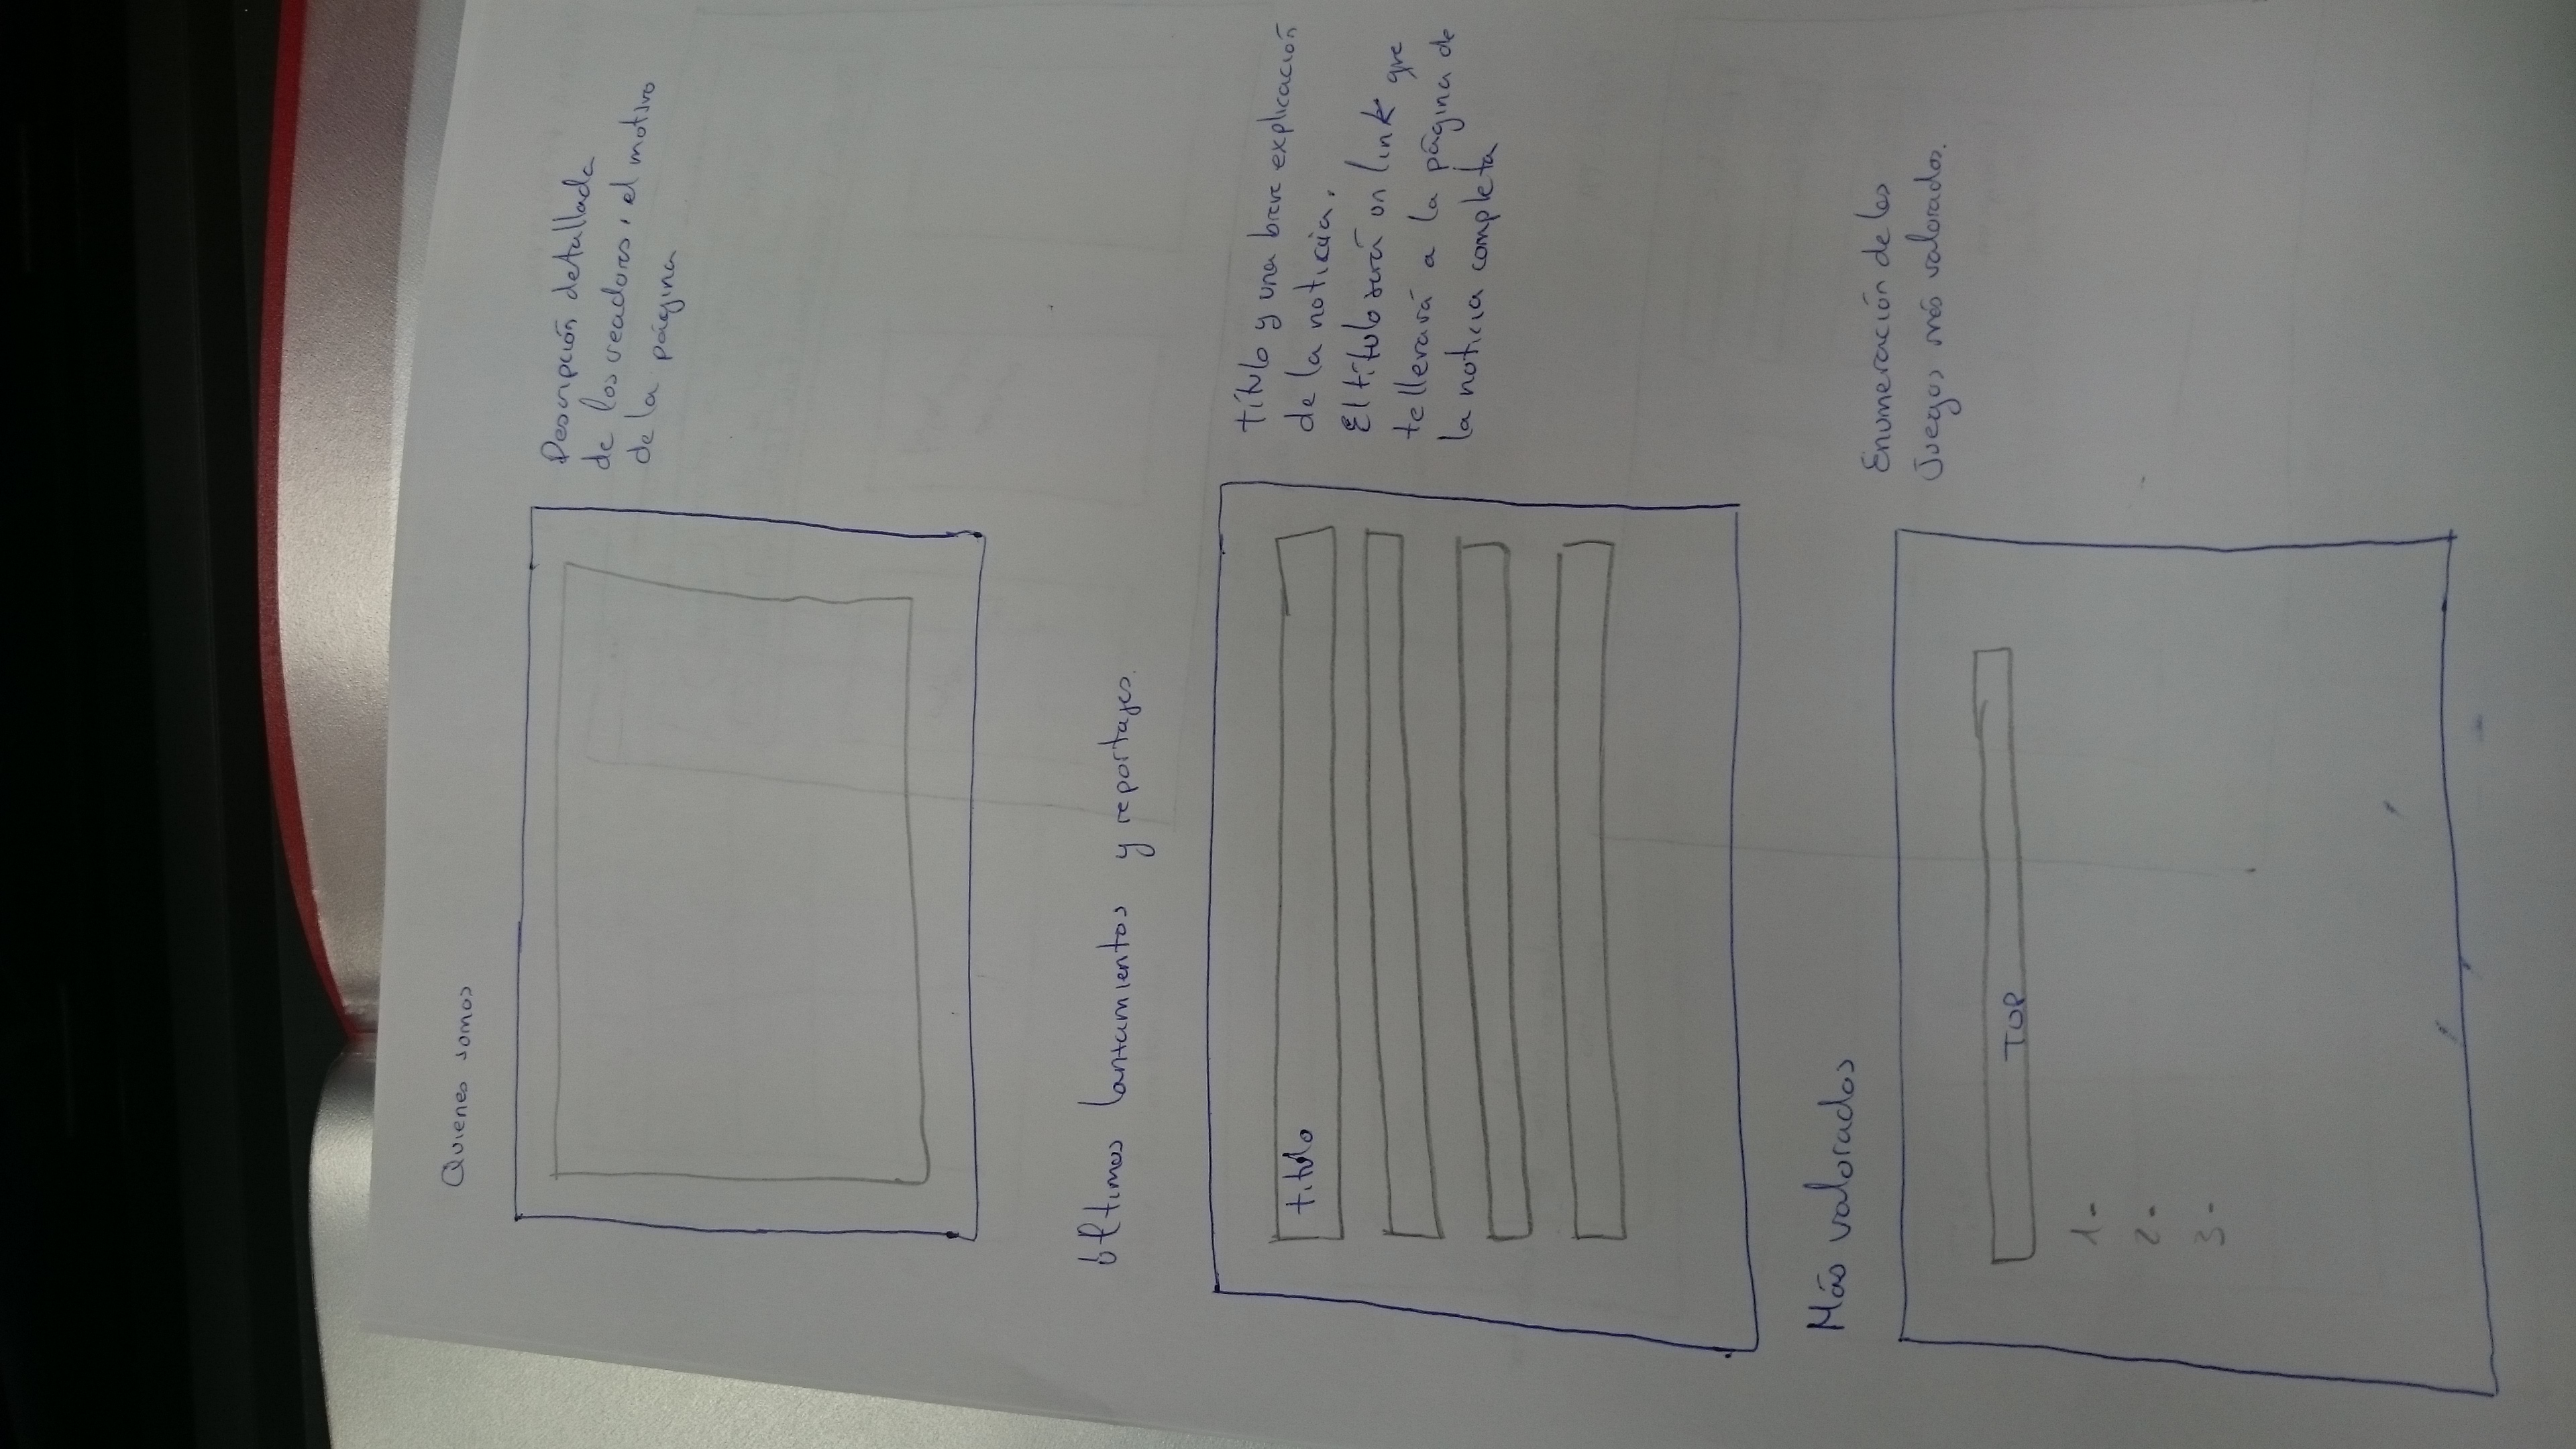 Quienes somos
Descripción detallada
de los creadores, el motivo
de la página
Últimos lanzamientos y reportajes.
título
título y una breve explicación
de la noticia.
El título será un link que
te llevará a la página de
la noticia completa
Más valorados
Enumeración de los
Juegos más valorados.
TOP
1-
2-
3-